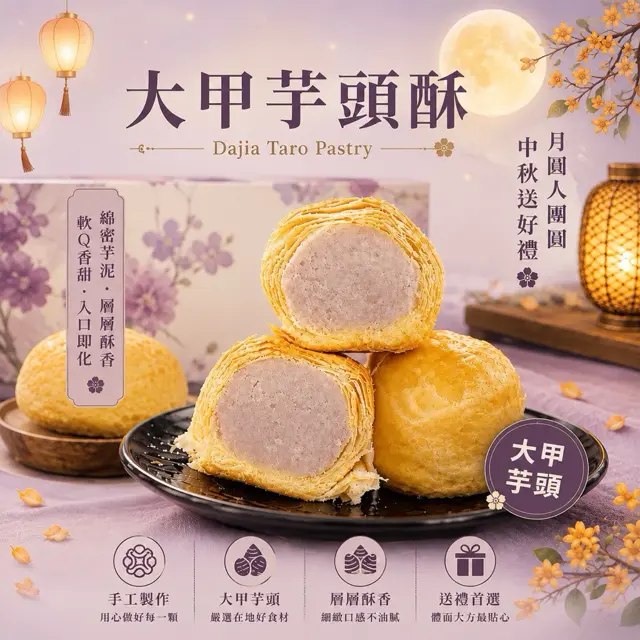 大甲芋頭酥
Dajia Taro Pastry
月圓人團圓
中秋送好禮
綿密芋泥·層層酥香
軟Q香甜·入口即化
大甲
芋頭
手工製作
用心做好每一顆
大甲芋頭
嚴選在地好食材
層層酥香
細緻口感不油膩
送禮首選
體面大方最貼心